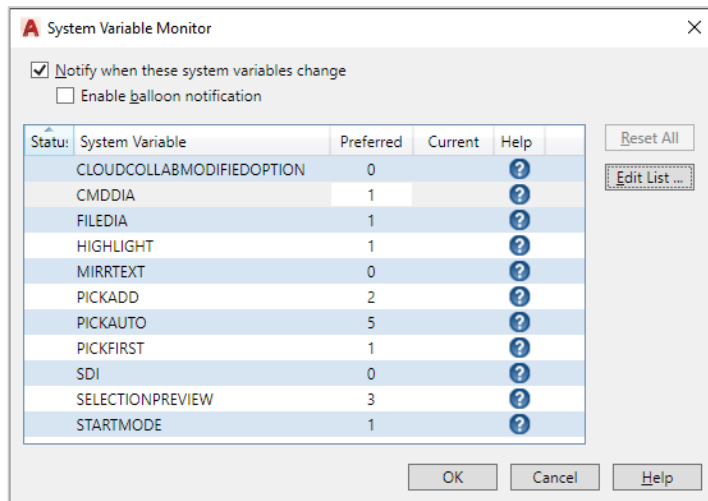 System Variable Monitor
Notify when these system variables change
Enable balloon notification
Status System Variable Preferred Current Help
CLOUDCOLLABMODIFIEDOPTION 0
CMDDIA 1
FILEDIA 1
HIGHLIGHT 1
MIRRTEXT 0
PICKADD 2
PICKAUTO 5
PICKFIRST 1
SDI 0
SELECTIONPREVIEW 3
STARTMODE 1
Reset All
Edit List ...
OK Cancel Help